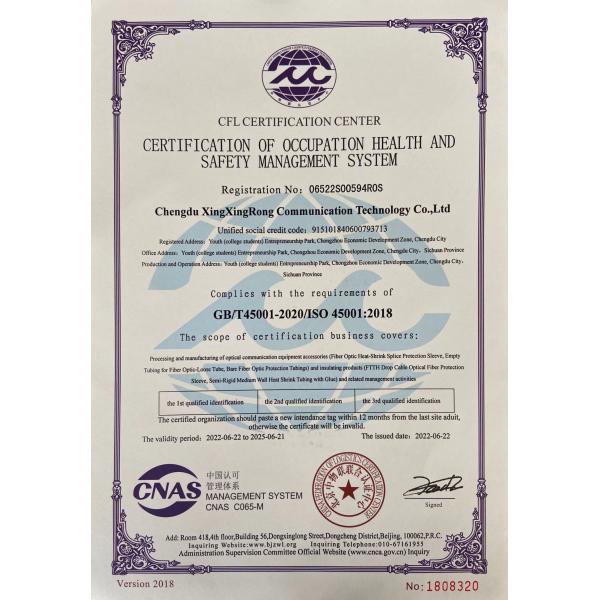 CFL CERTIFICATION CENTER
CERTIFICATION OF OCCUPATION HEALTH AND
SAFETY MANAGEMENT SYSTEM
Registration No: 06522S00594R0S
Chengdu XingXingRong Communication Technology Co.,Ltd
Unified social credit code: 915101840600793713
Registered Address: Youth (college students) Entrepreneurship Park, Chongzhou Economic Development Zone, Chengdu City
Office Address: Youth (college students) Entrepreneurship Park, Chongzhou Economic Development Zone, Chengdu City, Sichuan Province
Production and Operation Address: Youth (college students) Entrepreneurship Park, Chongzhou Economic Development Zone, Chengdu City,
Sichuan Province
Complies with the requirements of
GB/T45001-2020/ISO 45001:2018
The scope of certification business covers:
Processing and manufacturing of optical communication equipment accessories (Fiber Optic Heat-Shrink Splice Protection Sleeve, Empty
Tubing for Fiber Optic-Loose Tube, Bare Fiber Optic Protection Tubings) and insulating products (FTTH Drop Cable Optical Fiber Protection
Sleeve, Semi-Rigid Medium Wall Heat Shrink Tubing with Glue) and related management activities
the 1st qualified identification the 2nd qualified identification the 3rd qualified identification
The certified organization should paste a new intendance tag within 12 months from the last site aduit,
otherwise the certificate will be invalid.
The validity period: 2022-06-22 to 2025-06-21 The issued date: 2022-06-22
CNAS
中国认可
管理体系
MANAGEMENT SYSTEM
CNAS C065-M
Signed
Add: Room 418,4th floor,Building 56,Dongxinglong Street,Dongcheng District,Beijing, 100062,P.R.C.
Inquiring Website:www.bjzwl.org Inquiring Telephone:010-67161955
Administration Supervision Committee Official Website (www.cnca.gov.cn) Inquiry
Version 2018
No: 1808320